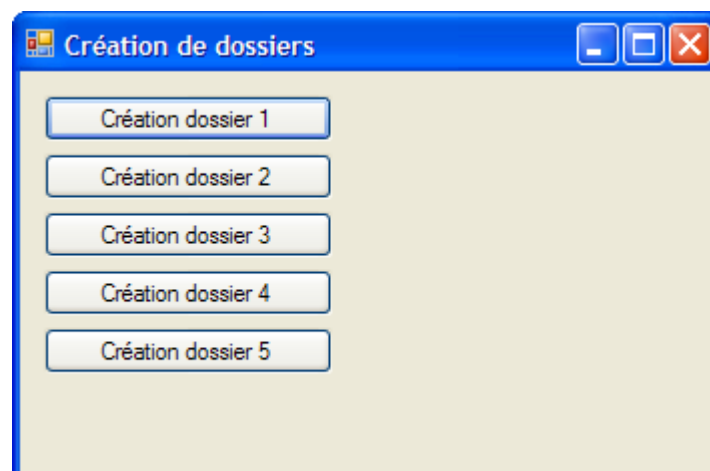 Création de dossiers
Création dossier 1
Création dossier 2
Création dossier 3
Création dossier 4
Création dossier 5